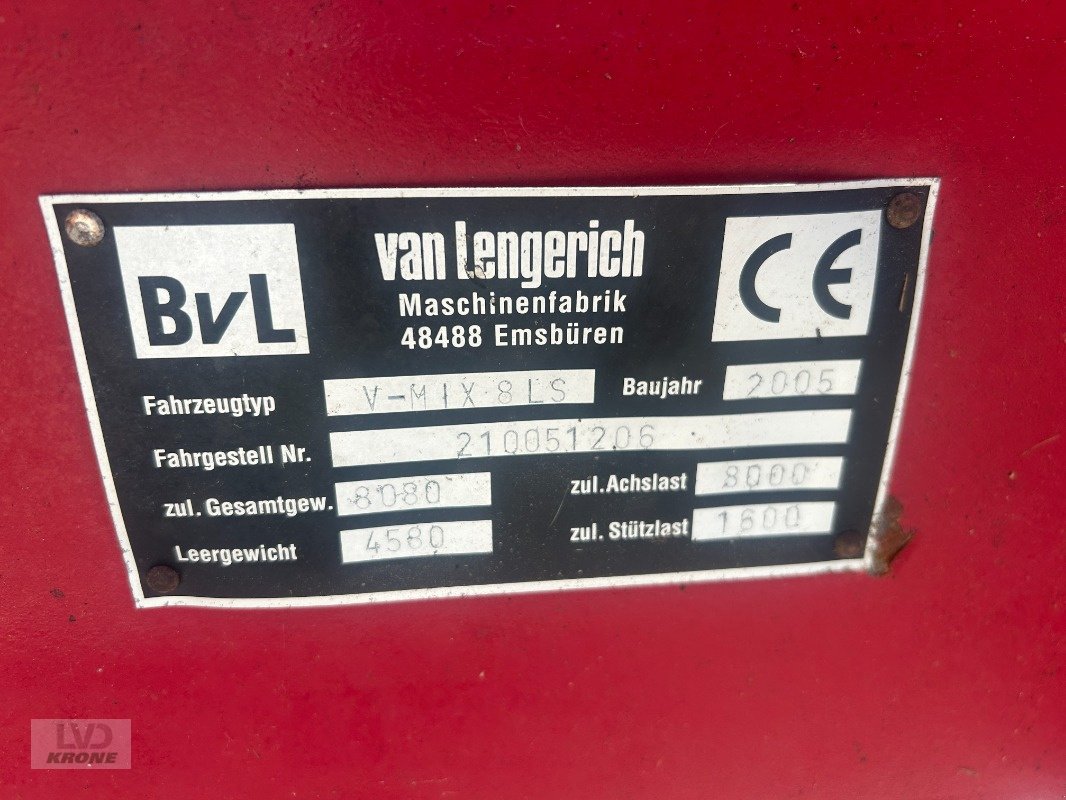 BvL
van Lengerich
Maschinenfabrik
48488 Emsbüren
CE
Fahrzeugtyp V-MIX 8LS Baujahr 2005
Fahrgestell Nr. 210051206
zul. Gesamtgew. 8080 zul. Achslast 8000
Leergewicht 4580 zul. Stützlast 1600
LVD
KRONE